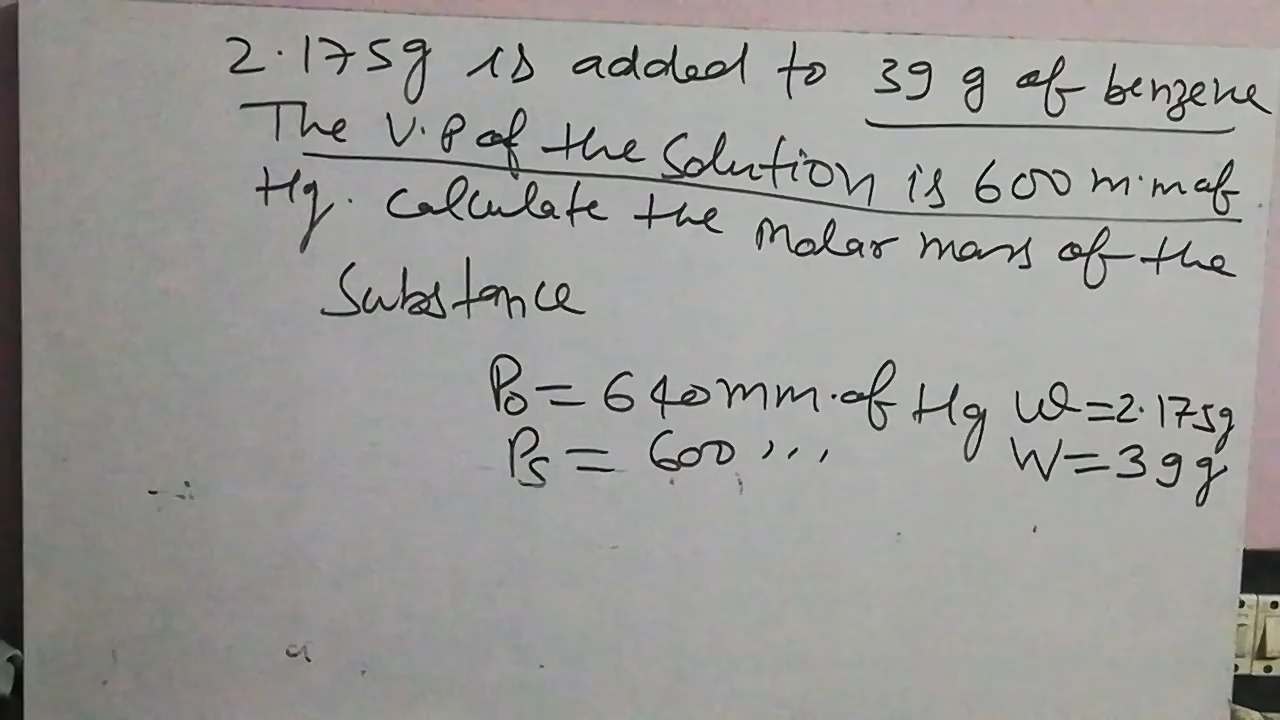 2.175g is added to 39 g of benzene
The V.P of the solution is 600 m.m of
Hg. calculate the molar mass of the
Substance
P₀ = 640 mm.of Hg w = 2.175g
Pₛ = 600 ,,, W = 39g